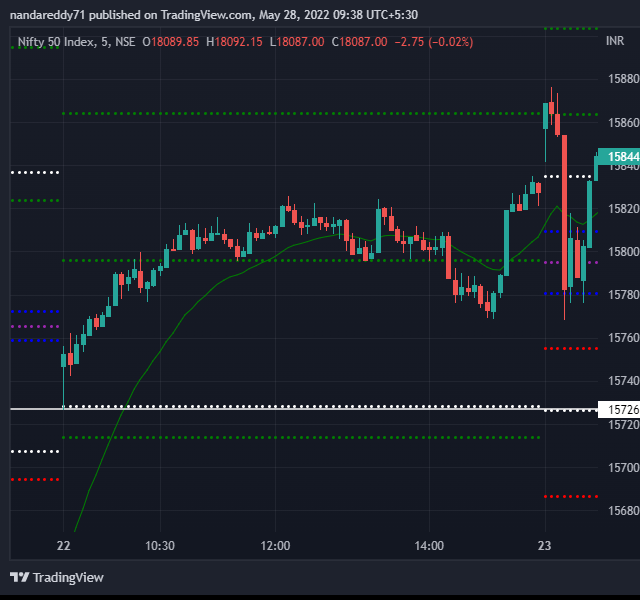 nandareddy71 published on TradingView.com, May 28, 2022 09:38 UTC+5:30
Nifty 50 Index, 5, NSE O18089.85 H18092.15 L18087.00 C18087.00 −2.75 (−0.02%)
INR
15880
15860
15844
15840
15820
15800
15780
15760
15740
15726
15720
15700
15680
22 10:30 12:00 14:00 23
TradingView